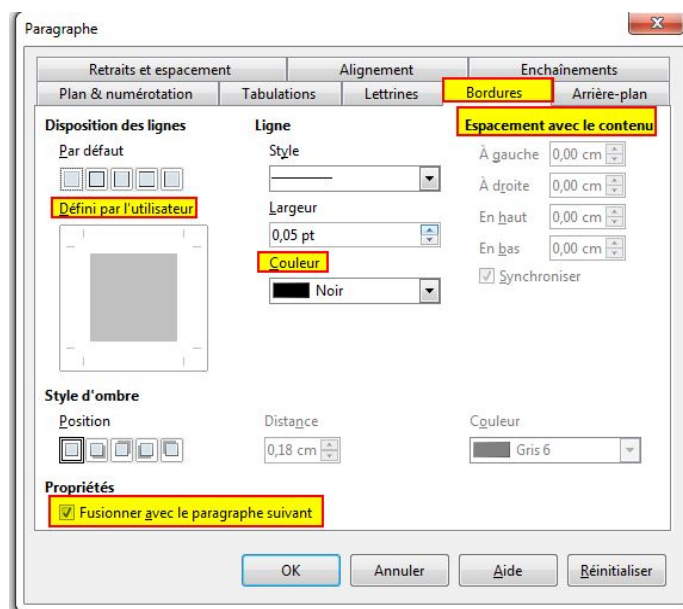 Paragraphe
Retraits et espacement Alignement Enchaînements
Plan & numérotation Tabulations Lettrines Bordures Arrière-plan
Disposition des lignes Ligne Espacement avec le contenu
Par défaut Style À gauche 0,00 cm
À droite 0,00 cm
Défini par l'utilisateur Largeur
0,05 pt En haut 0,00 cm
En bas 0,00 cm
Couleur Synchroniser
Noir
Style d'ombre
Position Distance Couleur
0,18 cm Gris 6
Propriétés
Fusionner avec le paragraphe suivant
OK Annuler Aide Réinitialiser